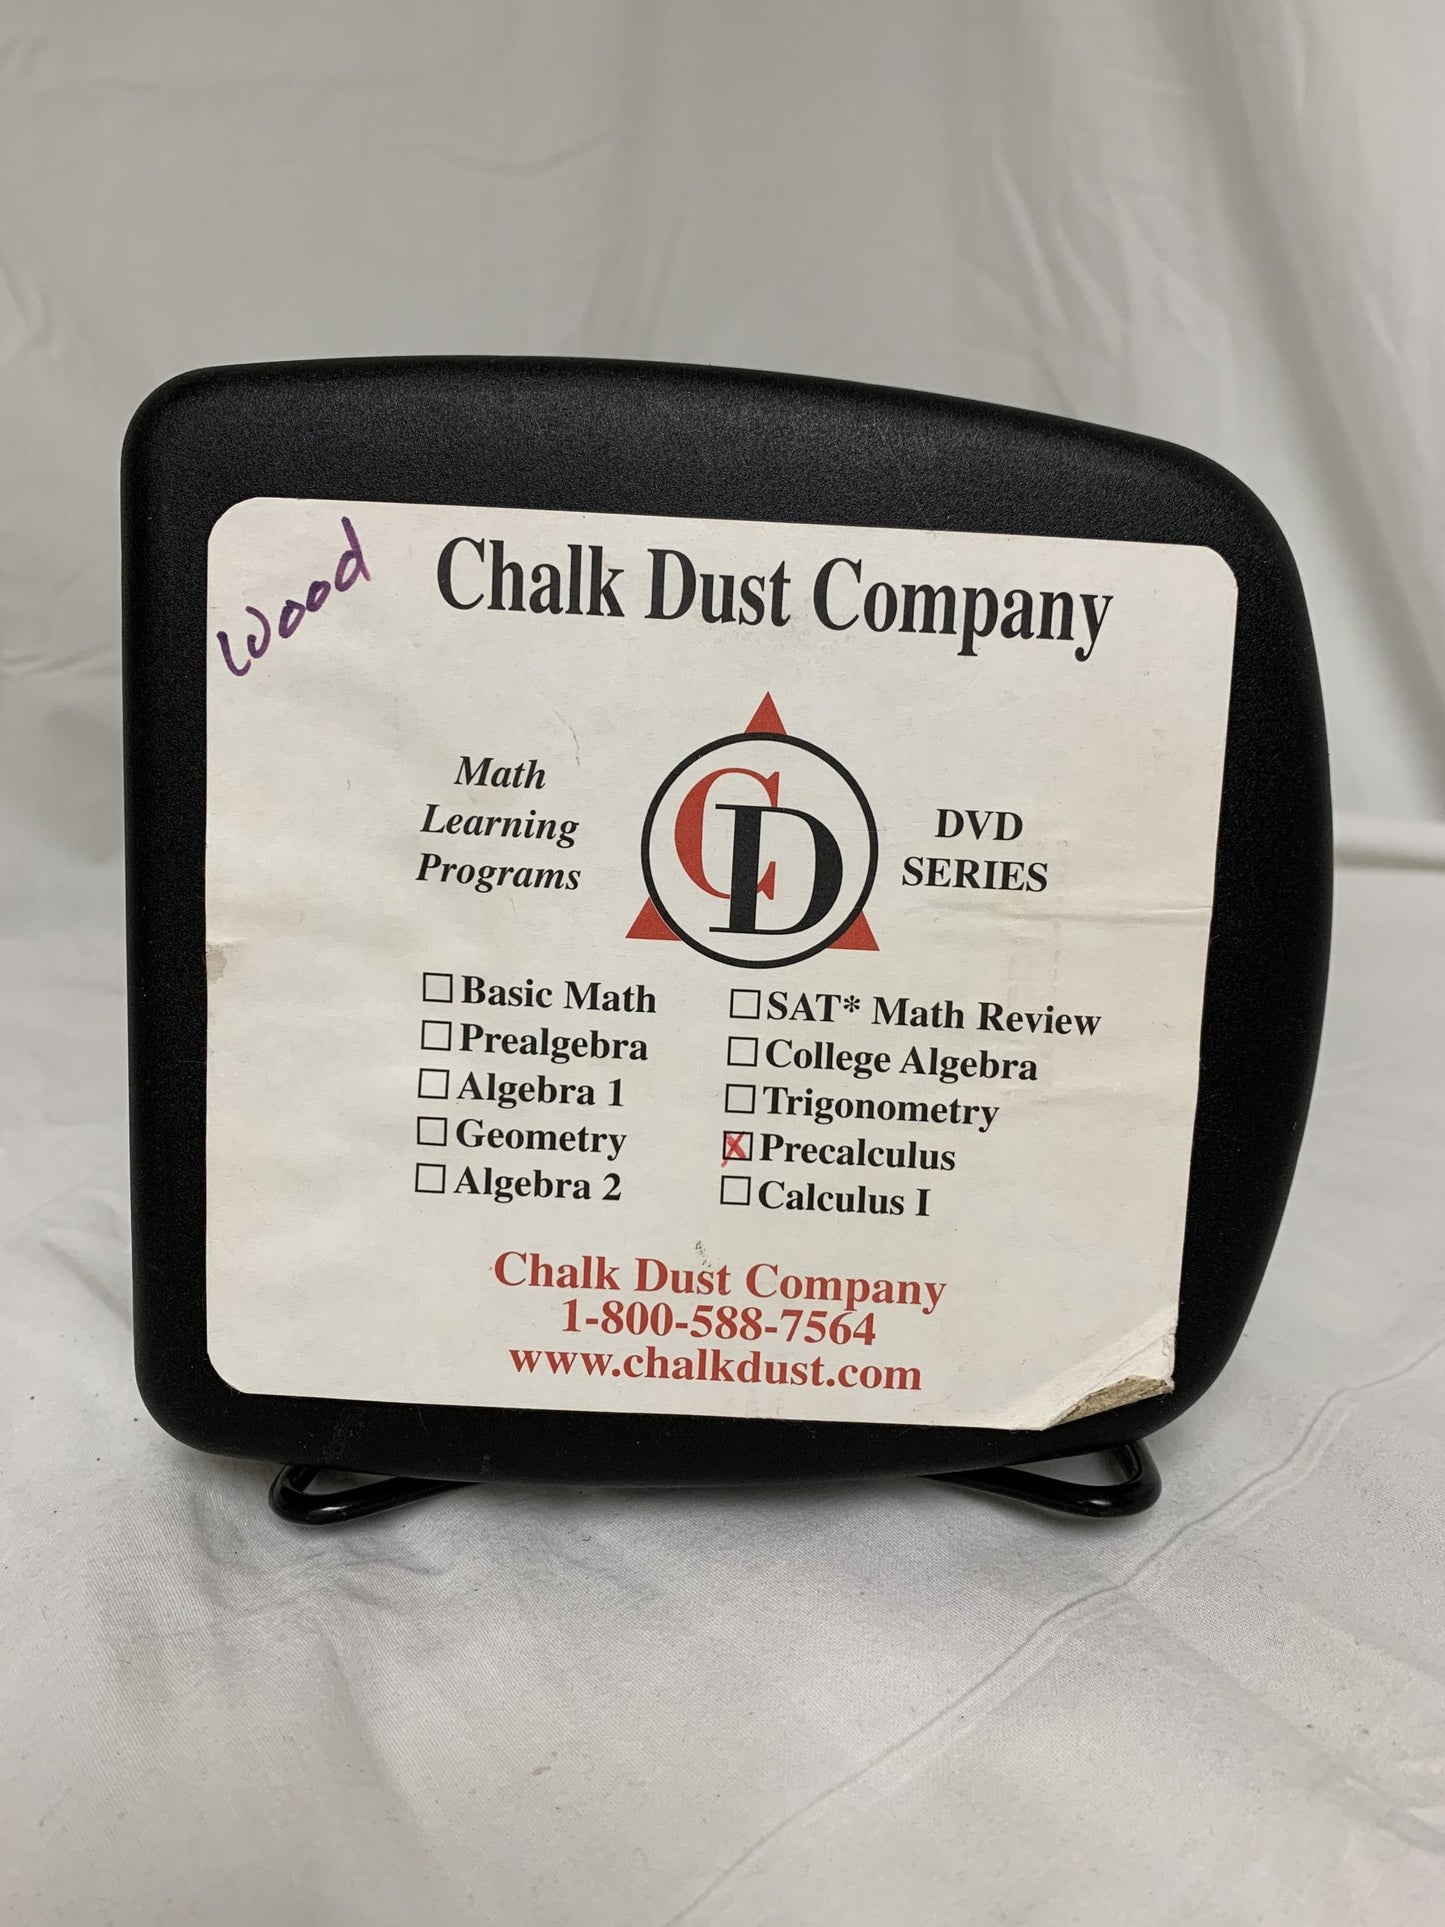 Wood
Chalk Dust Company
Math
Learning
Programs
CD
DVD
SERIES
Basic Math
Prealgebra
Algebra 1
Geometry
Algebra 2
SAT* Math Review
College Algebra
Trigonometry
X Precalculus
Calculus I
Chalk Dust Company
1-800-588-7564
www.chalkdust.com